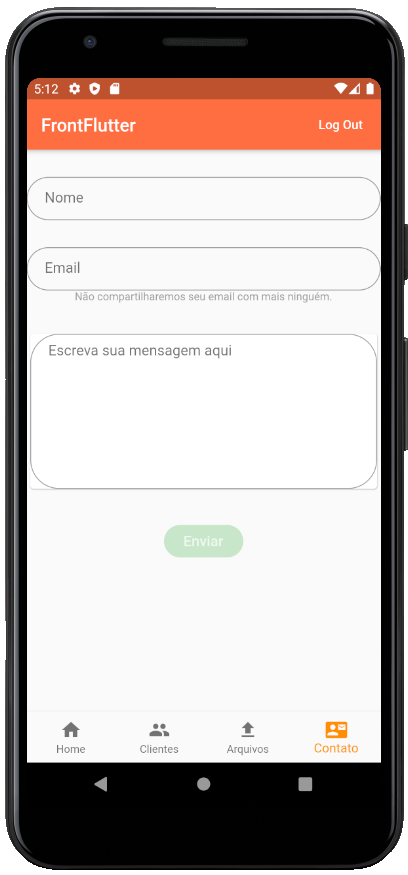 5:12
FrontFlutter
Log Out
Nome
Email
Não compartilharemos seu email com mais ninguém.
Escreva sua mensagem aqui
Enviar
Home
Clientes
Arquivos
Contato